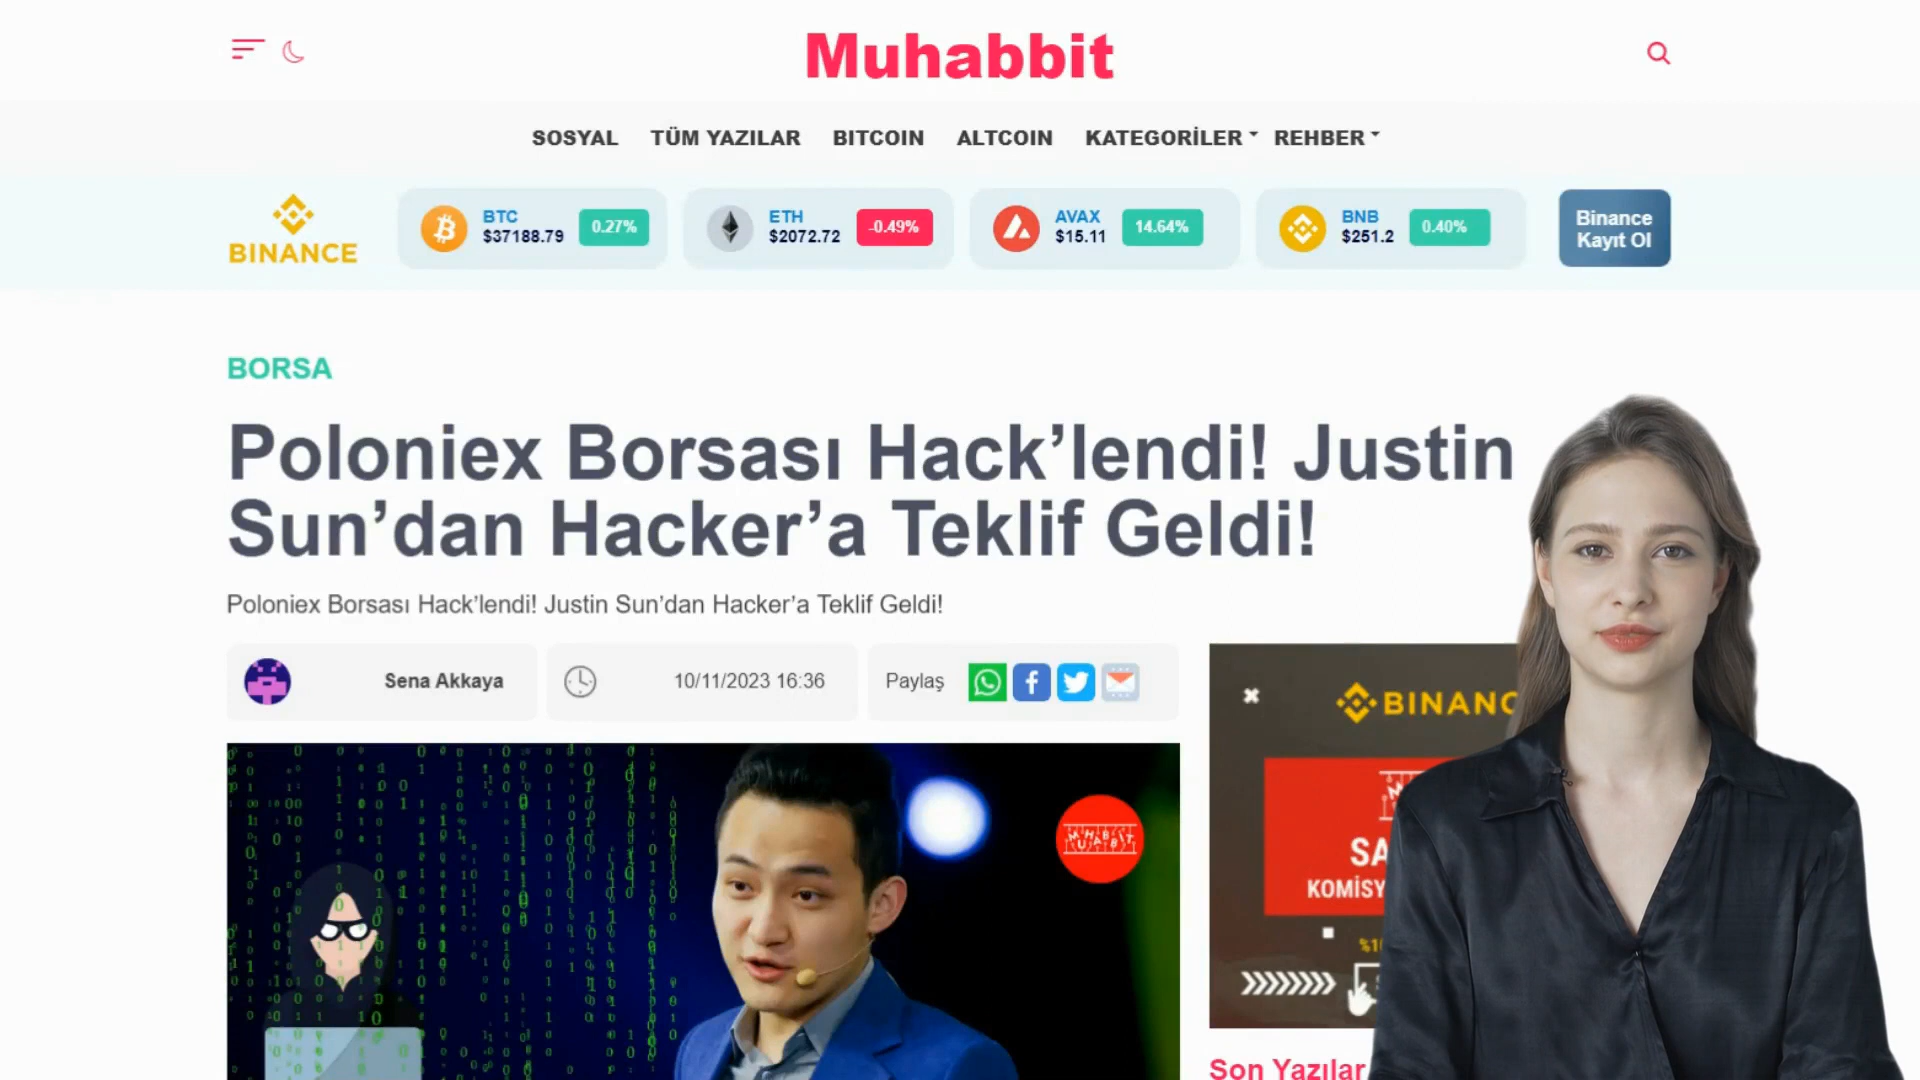 Muhabbit
SOSYAL TÜM YAZILAR BITCOIN ALTCOIN KATEGORİLER REHBER
BINANCE
BTC
$37188.79
0.27%
ETH
$2072.72
-0.49%
AVAX
$15.11
14.64%
BNB
$251.2
0.40%
Binance
Kayıt Ol
BORSA
Poloniex Borsası Hack’lendi! Justin
Sun’dan Hacker’a Teklif Geldi!
Poloniex Borsası Hack’lendi! Justin Sun’dan Hacker’a Teklif Geldi!
Sena Akkaya
10/11/2023 16:36
Paylaş
MUHABBIT
Son Yazılar